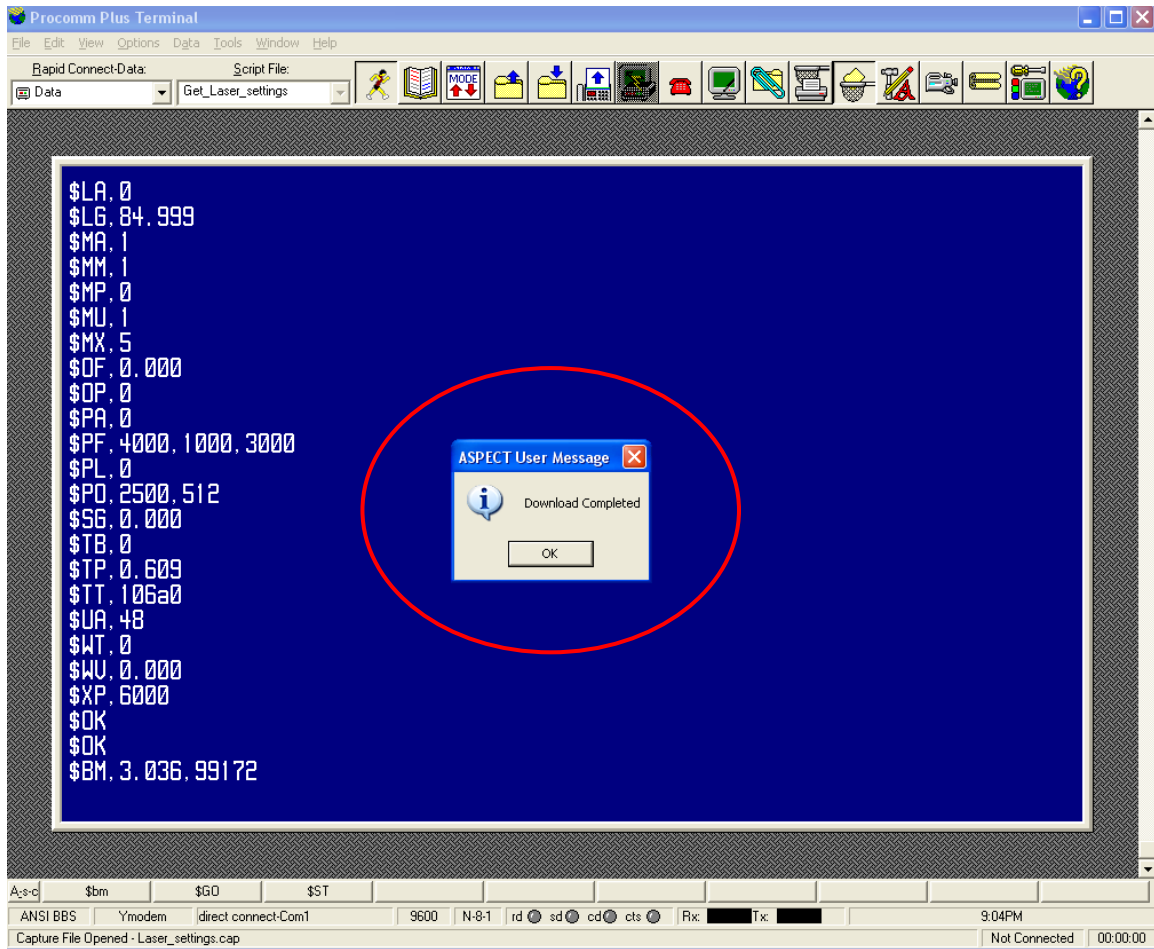 Procomm Plus Terminal
File Edit View Options Data Tools Window Help
Rapid Connect-Data: Script File:
Data Get_Laser_settings
MODE
$LA,0
$LG,84.999
$MA,1
$MM,1
$MP,0
$MU,1
$MX,5
$OF,0.000
$OP,0
$PA,0
$PF,4000,1000,3000
$PL,0
$PO,2500,512
$SG,0.000
$TB,0
$TP,0.609
$TT,106a0
$UA,48
$WT,0
$WV,0.000
$XP,6000
$OK
$OK
$BM,3.036,99172
ASPECT User Message
Download Completed
OK
A-s-c $bm $GO $ST
ANSI BBS Ymodem direct connect-Com1 9600 N-8-1 rd sd cd cts Rx: Tx: 9:04PM
Capture File Opened - Laser_settings.cap Not Connected 00:00:00